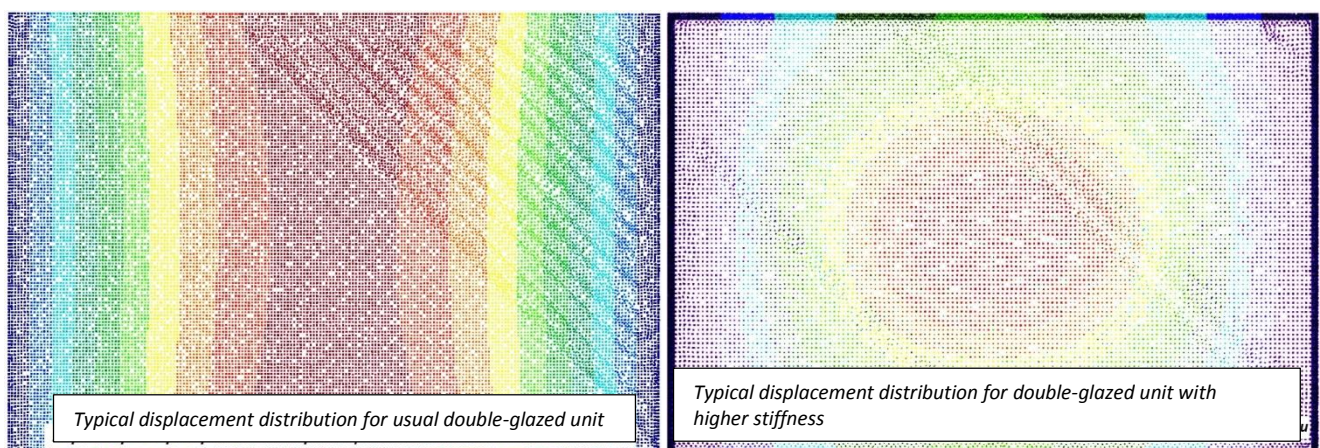 Typical displacement distribution for usual double-glazed unit
Typical displacement distribution for double-glazed unit with
higher stiffness
u